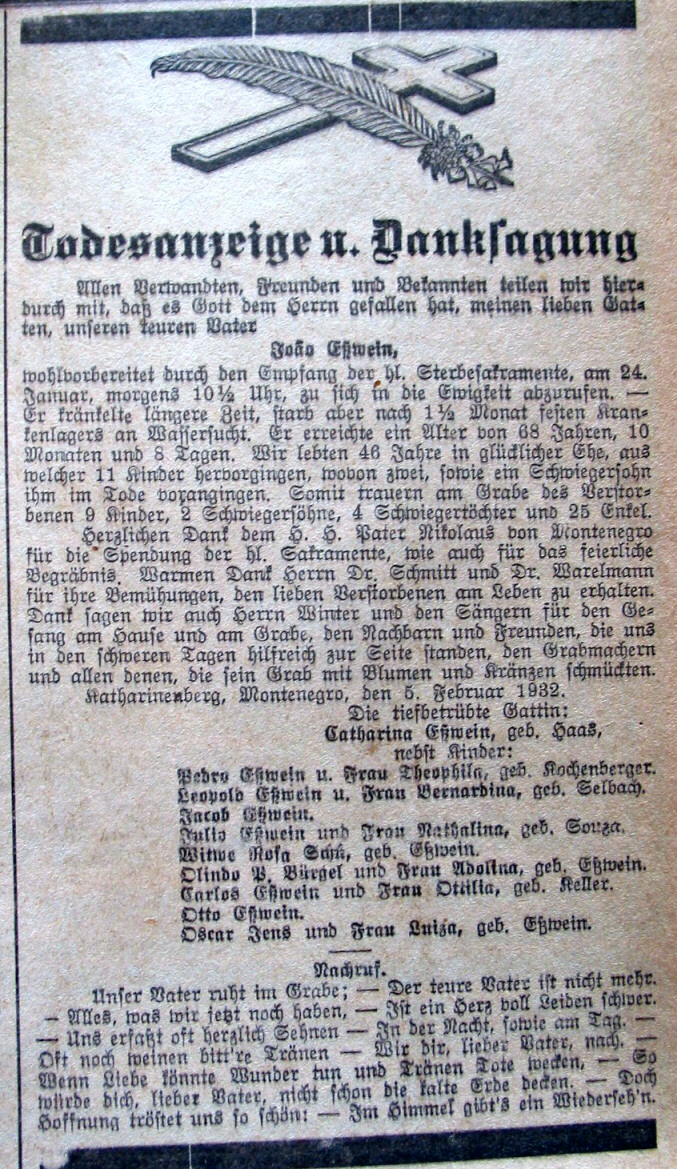 Todesanzeige u. Dankſagung
Allen Verwandten, Freunden und Bekannten teilen wir hier-
durch mit, daß es Gott dem Herrn gefallen hat, meinen lieben Gat-
ten, unſeren teuren Vater
João Eßwein,
wohlvorbereitet durch den Empfang der hl. Sterbeſakramente, am 24.
Januar, morgens 10½ Uhr, zu ſich in die Ewigkeit abzurufen. —
Er kränkelte längere Zeit, ſtarb aber nach 1½ Monat feſten Kran-
kenlagers an Waſſerſucht. Er erreichte ein Alter von 68 Jahren, 10
Monaten und 8 Tagen. Wir lebten 46 Jahre in glücklicher Ehe, aus
welcher 11 Kinder hervorgingen, wovon zwei, ſowie ein Schwiegerſohn
ihm im Tode vorangingen. Somit trauern am Grabe des Verſtor-
benen 9 Kinder, 2 Schwiegerſöhne, 4 Schwiegertöchter und 25 Enkel.
Herzlichen Dank dem H. H. Pater Nikolaus von Montenegro
für die Spendung der hl. Sakramente, wie auch für das feierliche
Begräbnis. Warmen Dank Herrn Dr. Schmitt und Dr. Warelmann
für ihre Bemühungen, den lieben Verſtorbenen am Leben zu erhalten.
Dank ſagen wir auch Herrn Winter und den Sängern für den Ge-
ſang am Hauſe und am Grabe, den Nachbarn und Freunden, die uns
in den ſchweren Tagen hilfreich zur Seite ſtanden, den Grabmachern
und allen denen, die ſein Grab mit Blumen und Kränzen ſchmückten.
Katharinenberg, Montenegro, den 5. Februar 1932.
Die tiefbetrübte Gattin:
Catharina Eßwein, geb. Haas,
nebſt Kinder:
Pedro Eßwein u. Frau Theophila, geb. Kochenberger.
Leopold Eßwein u. Frau Bernardina, geb. Selbach.
Jacob Eßwein.
Julio Eßwein und Frau Nathalina, geb. Souza.
Witwe Roſa geb. Eßwein.
Olindo P. Bürgel und Frau Adolina, geb. Eßwein.
Carlos Eßwein und Frau Ottilia, geb. Keller.
Otto Eßwein.
Oscar Jens und Frau Luiza, geb. Eßwein.
Nachruf.
Unſer Vater ruht im Grabe; — Der teure Vater iſt nicht mehr.
— Alles, was wir jetzt noch haben, — Iſt ein Herz voll Leiden ſchwer.
— Uns erfaßt oft herzlich Sehnen — In der Nacht, ſowie am Tag. —
Oft noch weinen bitt're Tränen — Wir dir, lieber Vater, nach. —
Wenn Liebe könnte Wunder tun und Tränen Tote wecken, — So
würde dich, lieber Vater, nicht ſchon die kalte Erde decken. — Doch
Hoffnung tröſtet uns ſo ſchön: — Im Himmel gibt's ein Wiederſeh'n.